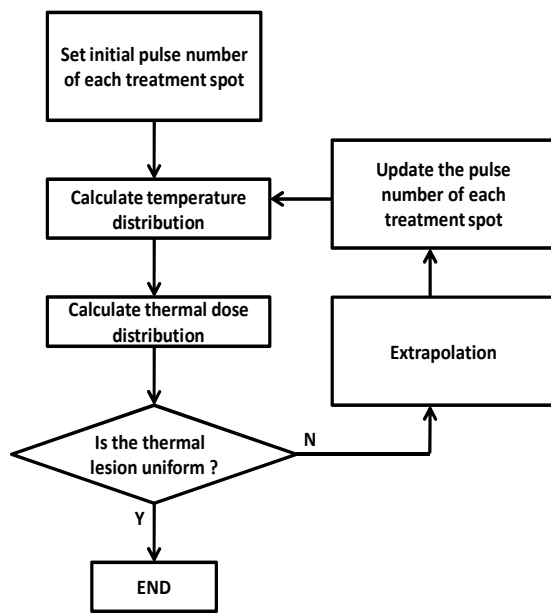 Set initial pulse number
of each treatment spot
Calculate temperature
distribution
Update the pulse
number of each
treatment spot
Calculate thermal dose
distribution
Extrapolation
Is the thermal
lesion uniform ?
N
Y
END